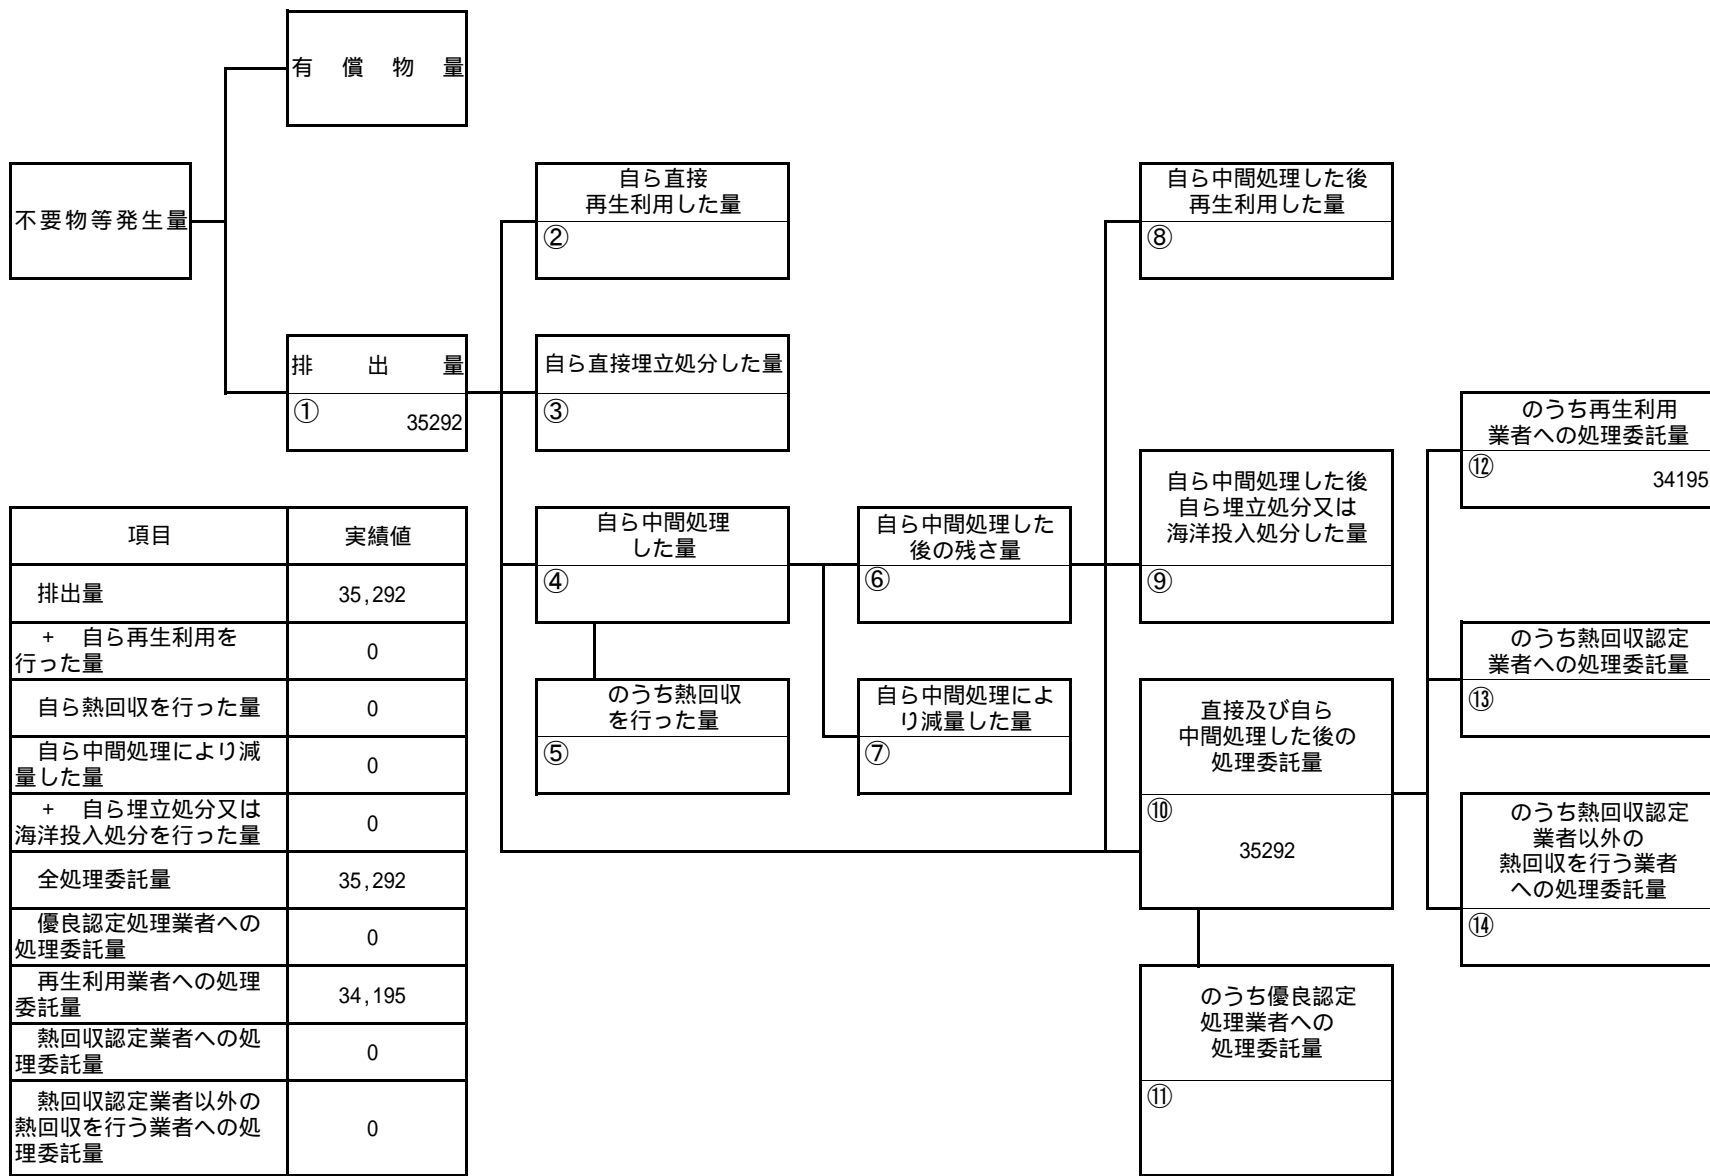 有償物量
不要物等発生量
自ら直接
再生利用した量
②
自ら中間処理した後
再生利用した量
⑧
排出量
①
35292
自ら直接埋立処分した量
③
のうち再生利用
業者への処理委託量
⑫
34195
自ら中間処理
した量
④
自ら中間処理した
後の残さ量
⑥
自ら中間処理した後
自ら埋立処分又は
海洋投入処分した量
⑨
のうち熱回収認定
業者への処理委託量
⑬
のうち熱回収
を行った量
⑤
自ら中間処理によ
り減量した量
⑦
直接及び自ら
中間処理した後の
処理委託量
⑩
35292
のうち熱回収認定
業者以外の
熱回収を行う業者
への処理委託量
⑭
のうち優良認定
処理業者への
処理委託量
⑪
項目 実績値
排出量 35,292
+ 自ら再生利用を
行った量 0
自ら熱回収を行った量 0
自ら中間処理により減
量した量 0
+ 自ら埋立処分又は
海洋投入処分を行った量 0
全処理委託量 35,292
優良認定処理業者への
処理委託量 0
再生利用業者への処理
委託量 34,195
熱回収認定業者への処
理委託量 0
熱回収認定業者以外の
熱回収を行う業者への処
理委託量 0